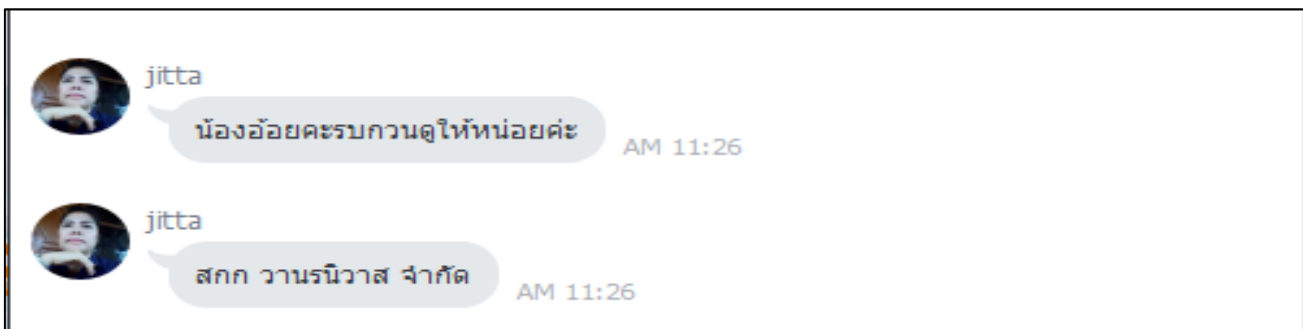 jitta
น้องอ้อยคะรบกวนดูให้หน่อยค่ะ
AM 11:26
jitta
สกก วานรนิวาส จำกัด
AM 11:26